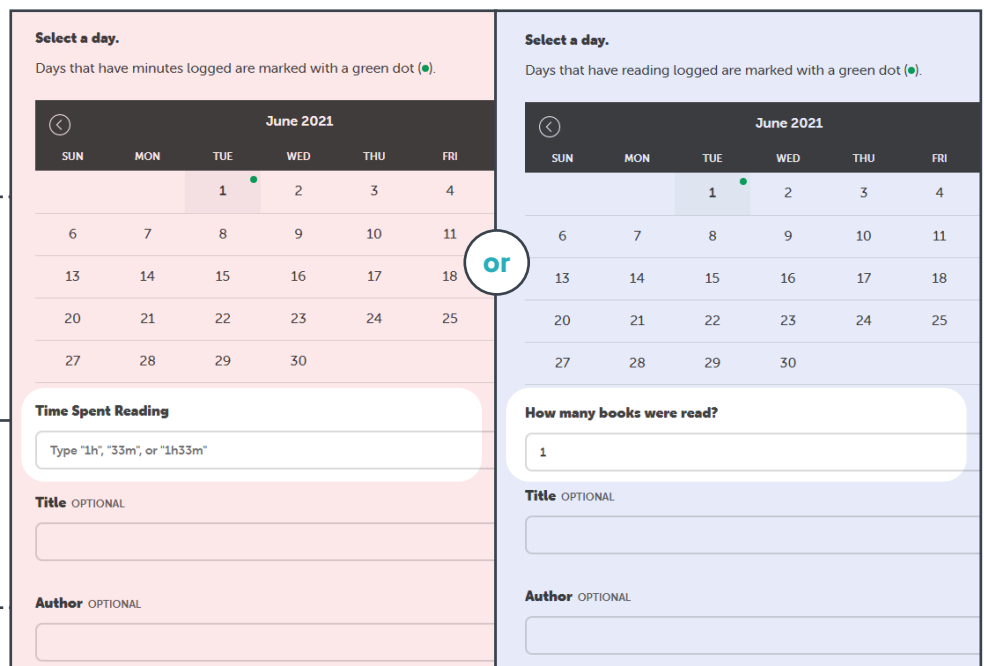 Select a day.
Days that have minutes logged are marked with a green dot (●).
June 2021
SUN MON TUE WED THU FRI
1 2 3 4
6 7 8 9 10 11
13 14 15 16 17 18
20 21 22 23 24 25
27 28 29 30
Time Spent Reading
Type "1h", "33m", or "1h33m"
Title OPTIONAL
Author OPTIONAL
or
Select a day.
Days that have reading logged are marked with a green dot (●).
June 2021
SUN MON TUE WED THU FRI
1 2 3 4
6 7 8 9 10 11
13 14 15 16 17 18
20 21 22 23 24 25
27 28 29 30
How many books were read?
1
Title OPTIONAL
Author OPTIONAL